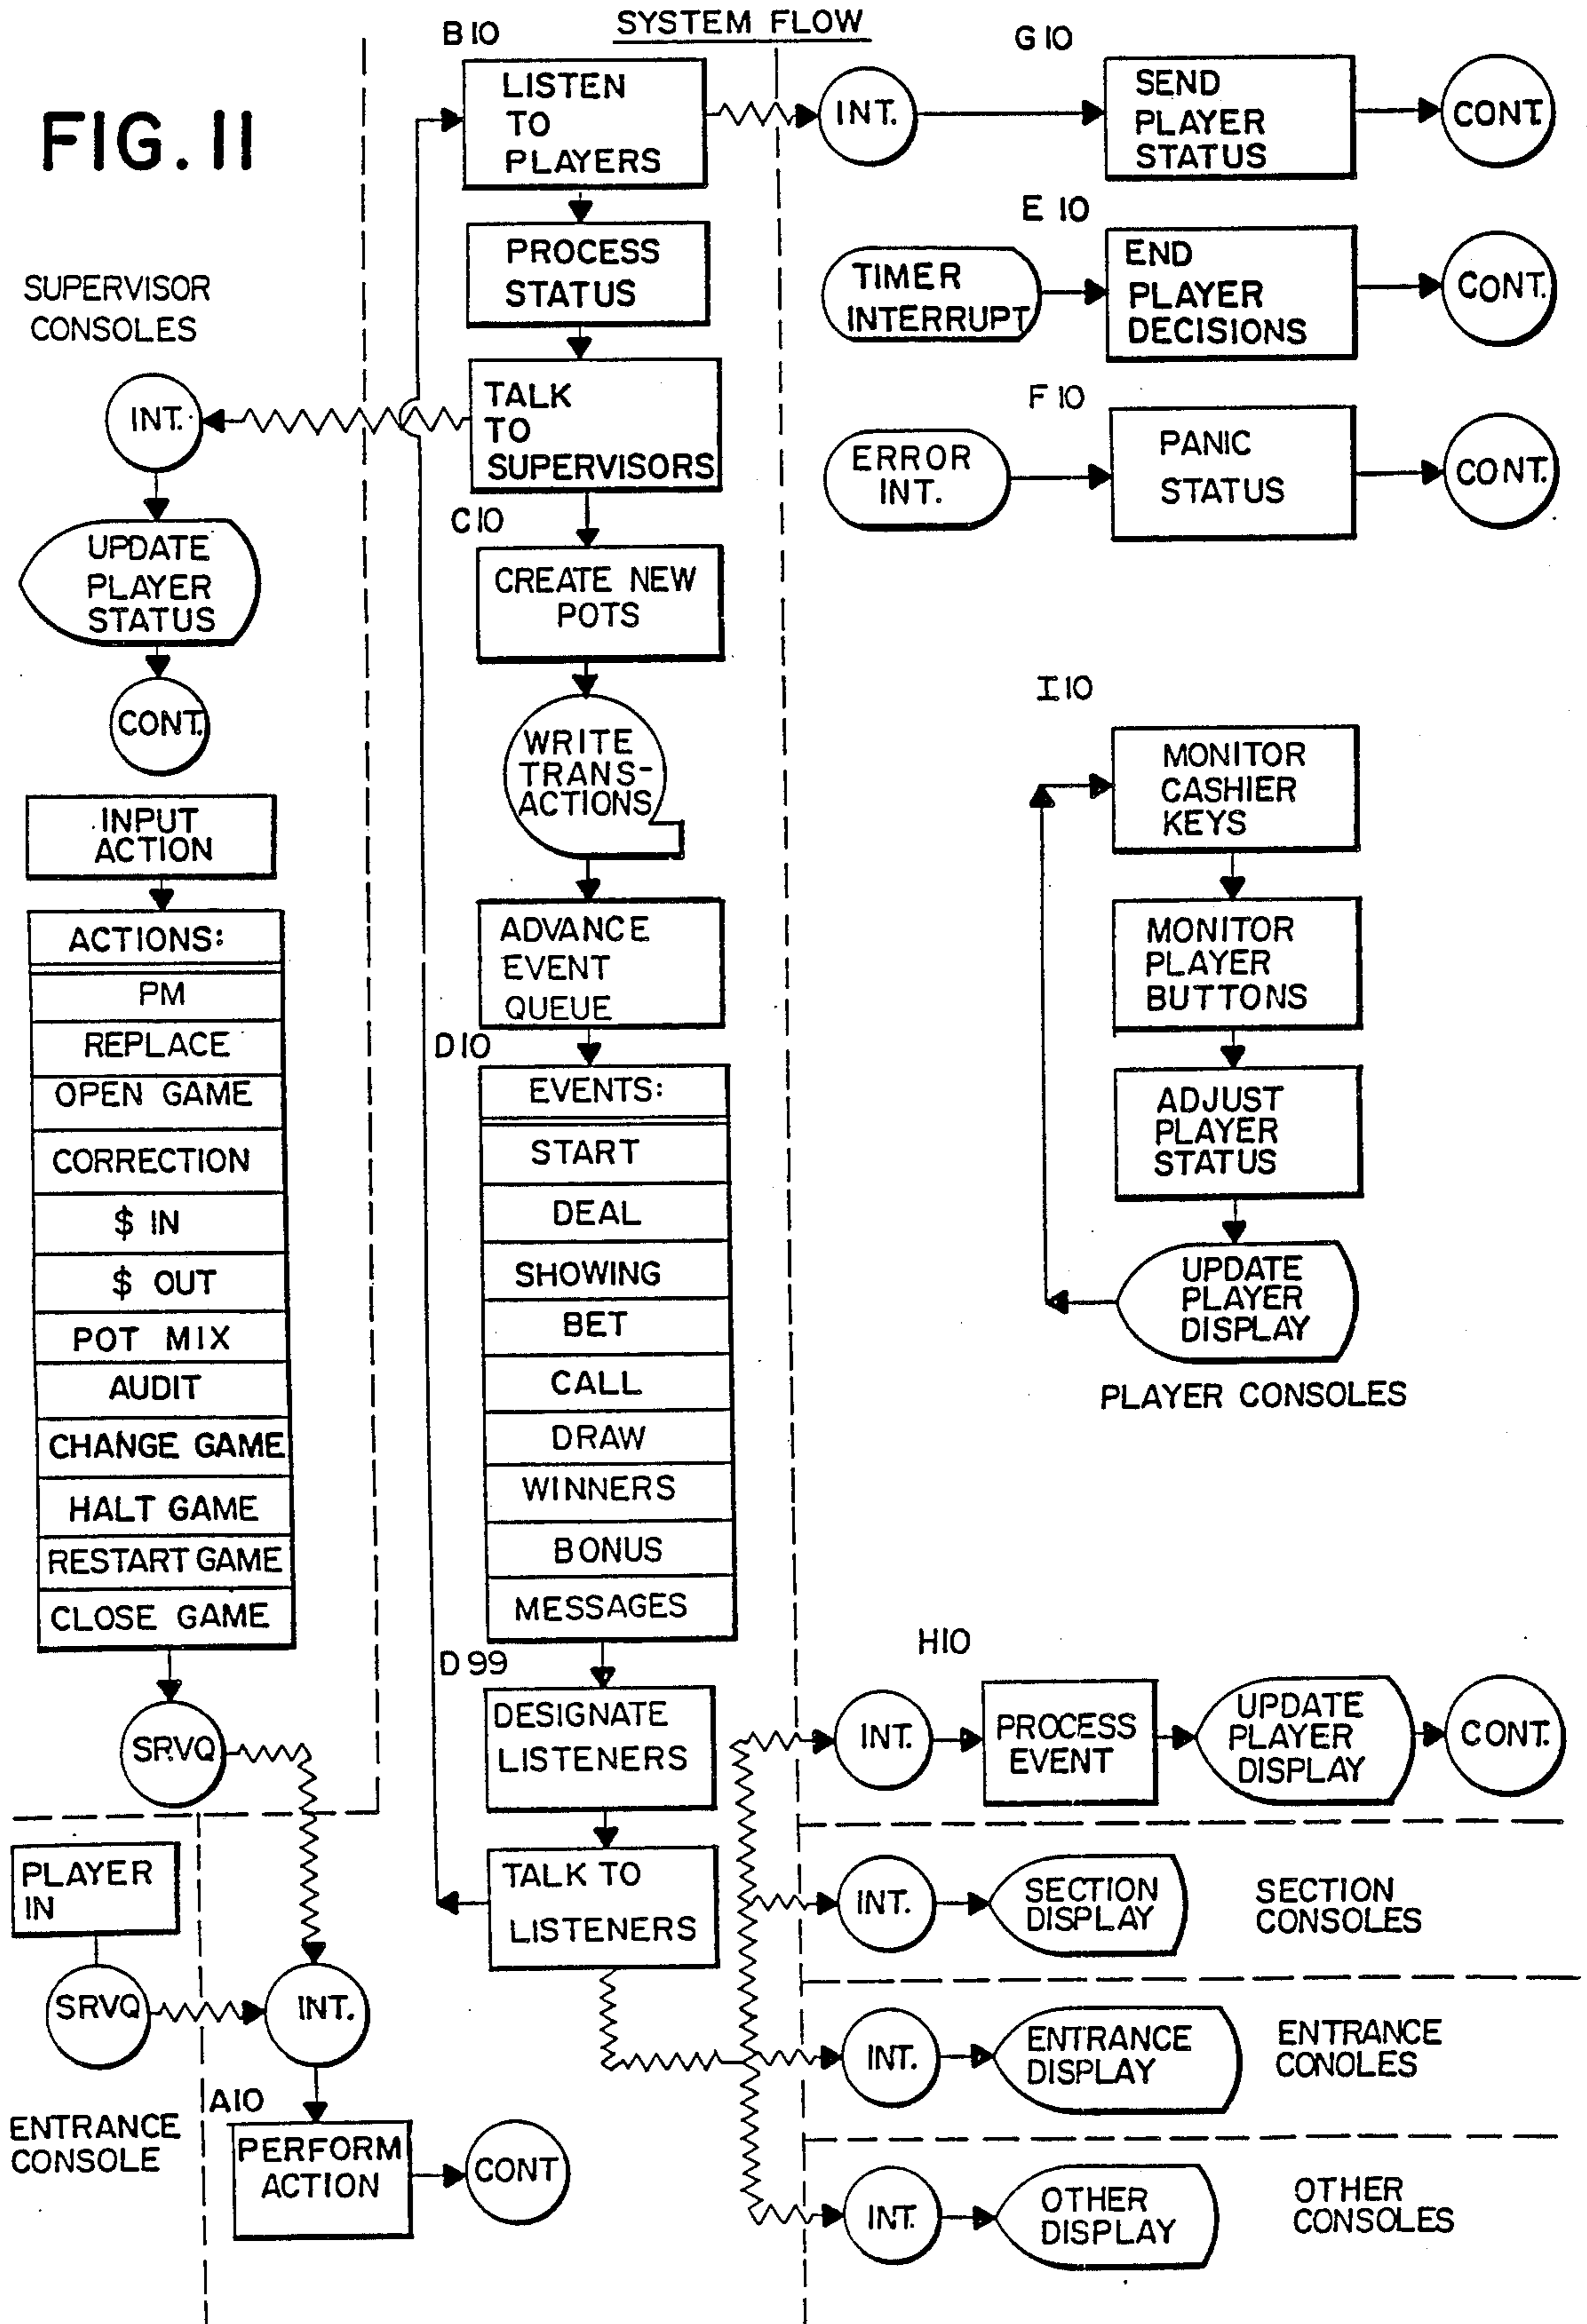 SYSTEM FLOW
FIG. 11
SUPERVISOR
CONSOLES
INT.
UPDATE
PLAYER
STATUS
CONT.
INPUT
ACTION
ACTIONS:
PM
REPLACE
OPEN GAME
CORRECTION
$ IN
$ OUT
POT MIX
AUDIT
CHANGE GAME
HALT GAME
RESTART GAME
CLOSE GAME
SRVQ
PLAYER
IN
SRVQ
ENTRANCE
CONSOLE
INT.
A10
PERFORM
ACTION
CONT
B10
LISTEN
TO
PLAYERS
PROCESS
STATUS
TALK
TO
SUPERVISORS
C10
CREATE NEW
POTS
WRITE
TRANS-
ACTIONS
ADVANCE
EVENT
QUEUE
D10
EVENTS:
START
DEAL
SHOWING
BET
CALL
DRAW
WINNERS
BONUS
MESSAGES
D99
DESIGNATE
LISTENERS
TALK TO
LISTENERS
G10
INT.
SEND
PLAYER
STATUS
CONT.
E10
TIMER
INTERRUPT
END
PLAYER
DECISIONS
CONT.
F10
ERROR
INT.
PANIC
STATUS
CONT.
I10
MONITOR
CASHIER
KEYS
MONITOR
PLAYER
BUTTONS
ADJUST
PLAYER
STATUS
UPDATE
PLAYER
DISPLAY
PLAYER CONSOLES
H10
INT.
PROCESS
EVENT
UPDATE
PLAYER
DISPLAY
CONT.
INT.
SECTION
DISPLAY
SECTION
CONSOLES
INT.
ENTRANCE
DISPLAY
ENTRANCE
CONOLES
INT.
OTHER
DISPLAY
OTHER
CONSOLES